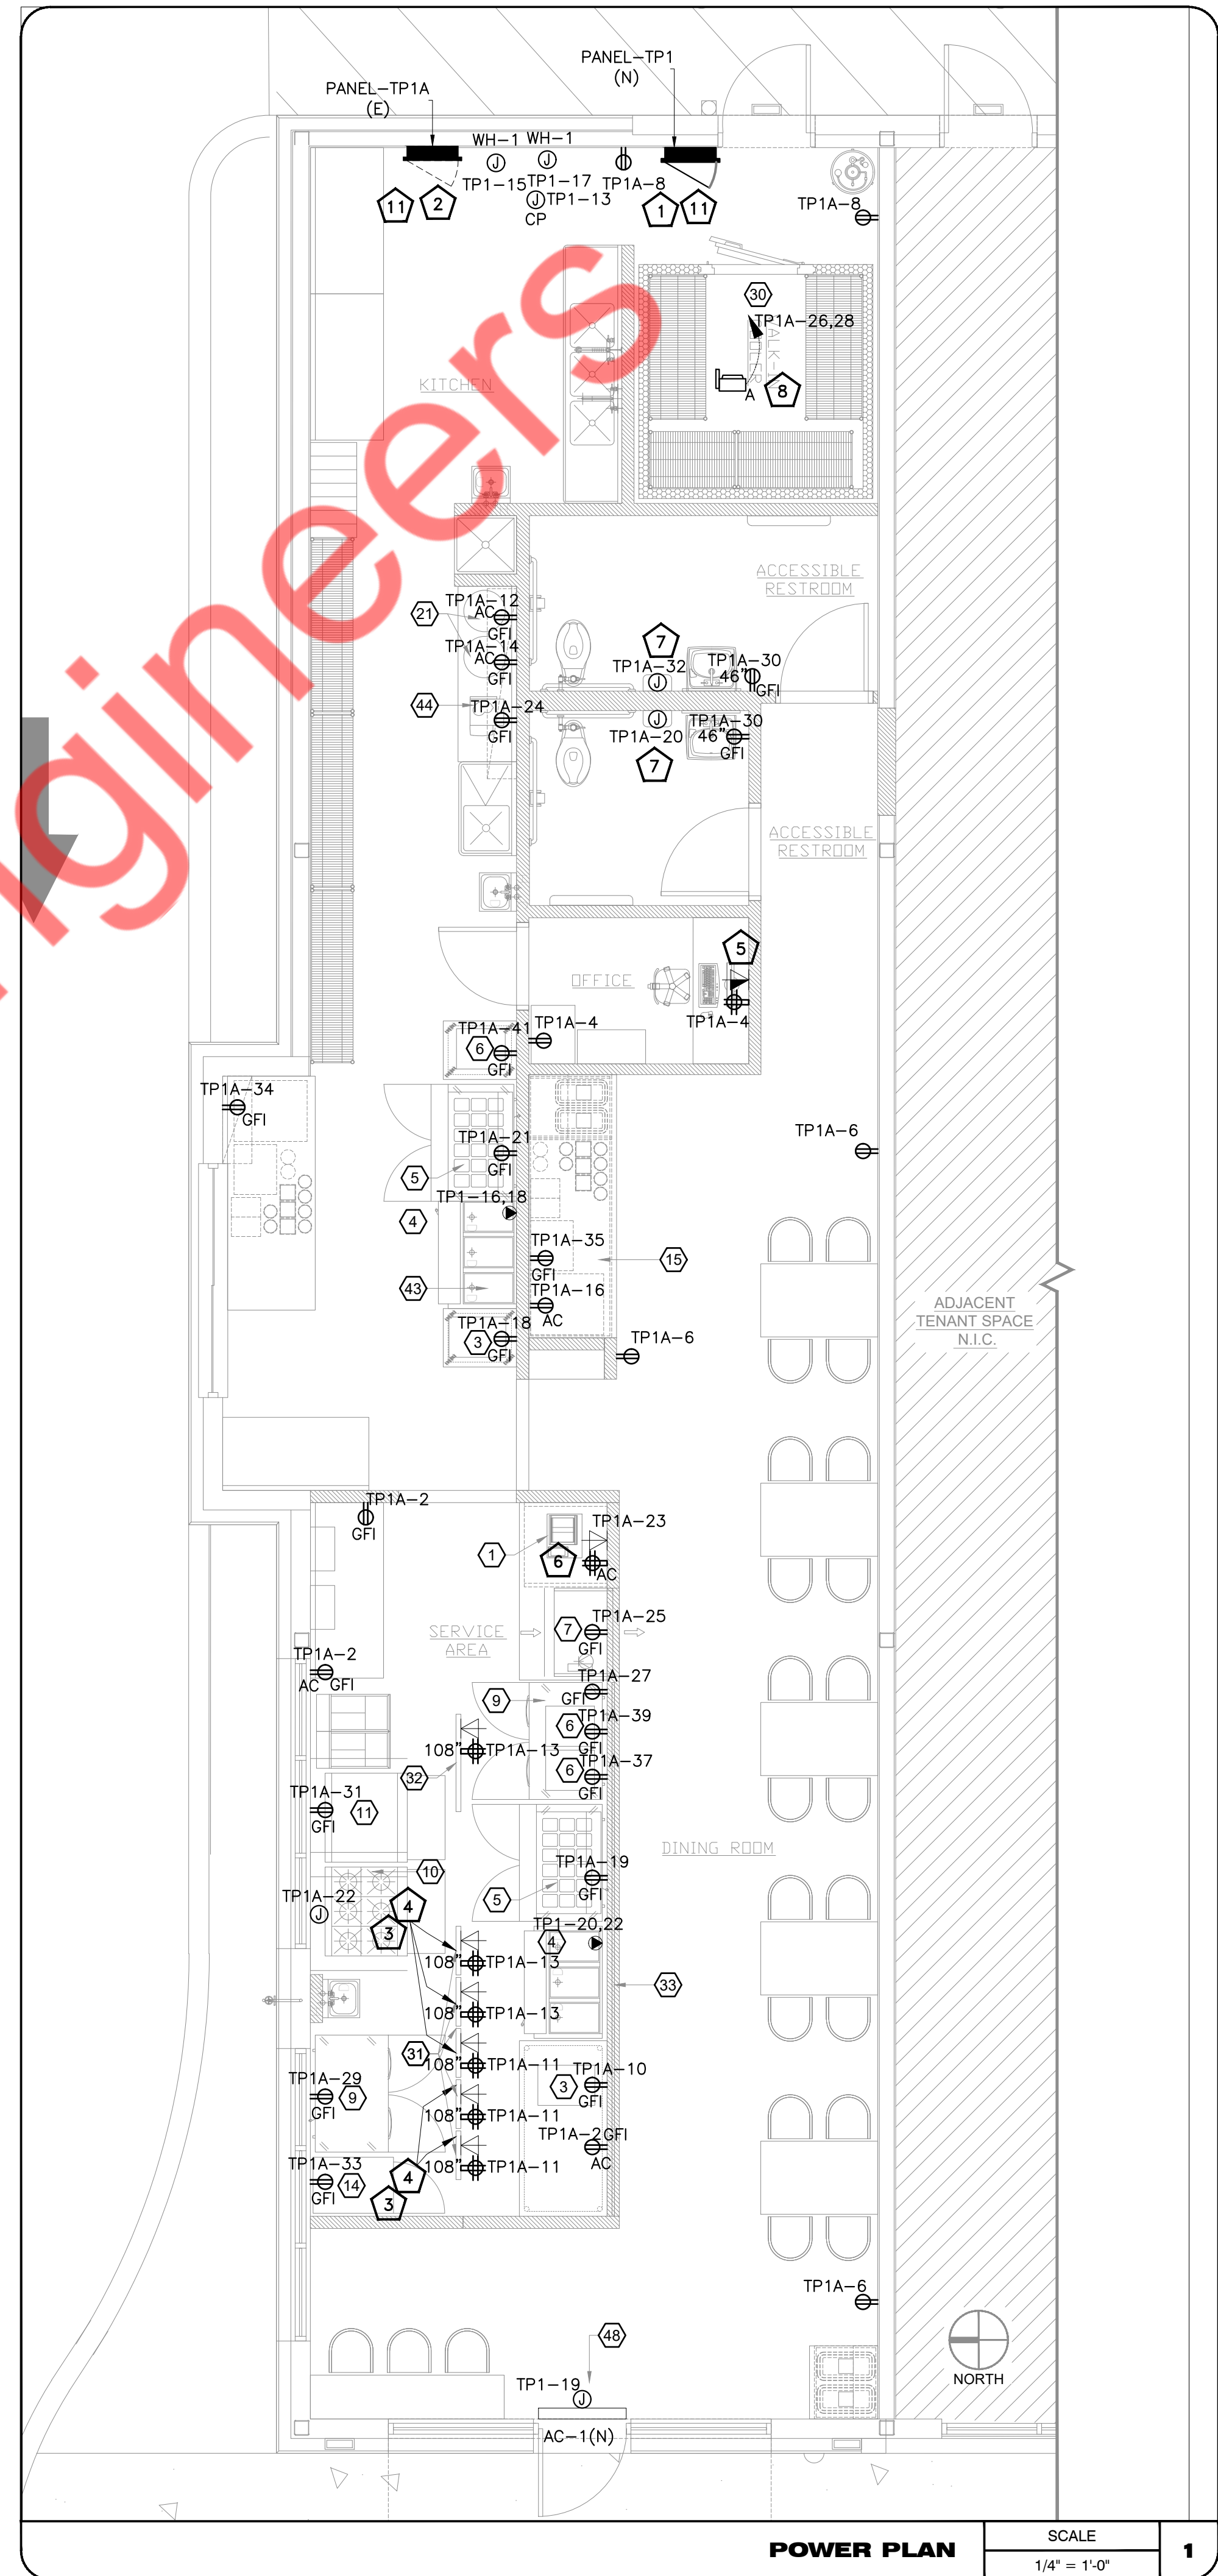 PANEL-TP1
(N)
PANEL-TP1A
(E)
WH-1 WH-1
TP1-15 TP1-17 TP1A-8
J J
J TP1-13
CP
11 2 1 11
TP1A-8
30
TP1A-26,28
A 8
KITCHEN
ACCESSIBLE
RESTROOM
TP1A-12
21 AC
GFI
TP1A-14
AC
GFI
7
TP1A-32
J
TP1A-30
46"
GFI
44 TP1A-24
GFI
J
TP1A-20
7
TP1A-30
46"
GFI
ACCESSIBLE
RESTROOM
5
OFFICE
TP1A-4
TP1A-41 TP1A-4
6
GFI
TP1A-34
GFI
TP1A-6
TP1A-21
5 GFI
TP1-16,18
4
TP1A-35
GFI
15
43 TP1A-16
AC
TP1A-18
3 GFI
TP1A-6
ADJACENT
TENANT SPACE
N.I.C.
TP1A-2
GFI
TP1A-23
1 6
AC
SERVICE
AREA
7 TP1A-25
GFI
TP1A-2
AC GFI
TP1A-27
9 GFI
6 TP1A-39
GFI
108" TP1A-13
6 TP1A-37
GFI
32
TP1A-31
11
GFI
DINING ROOM
TP1A-19
GFI
10
5
TP1A-22
J
4
3
TP1-20,22
4
108" TP1A-13
33
108" TP1A-13
31
108" TP1A-11
TP1A-10
3
GFI
TP1A-29
9
GFI
108" TP1A-11
TP1A-2 GFI
AC
108" TP1A-11
TP1A-33
14
GFI
4
3
TP1A-6
48
TP1-19
J
AC-1(N)
NORTH
POWER PLAN
SCALE
1/4" = 1'-0"
1